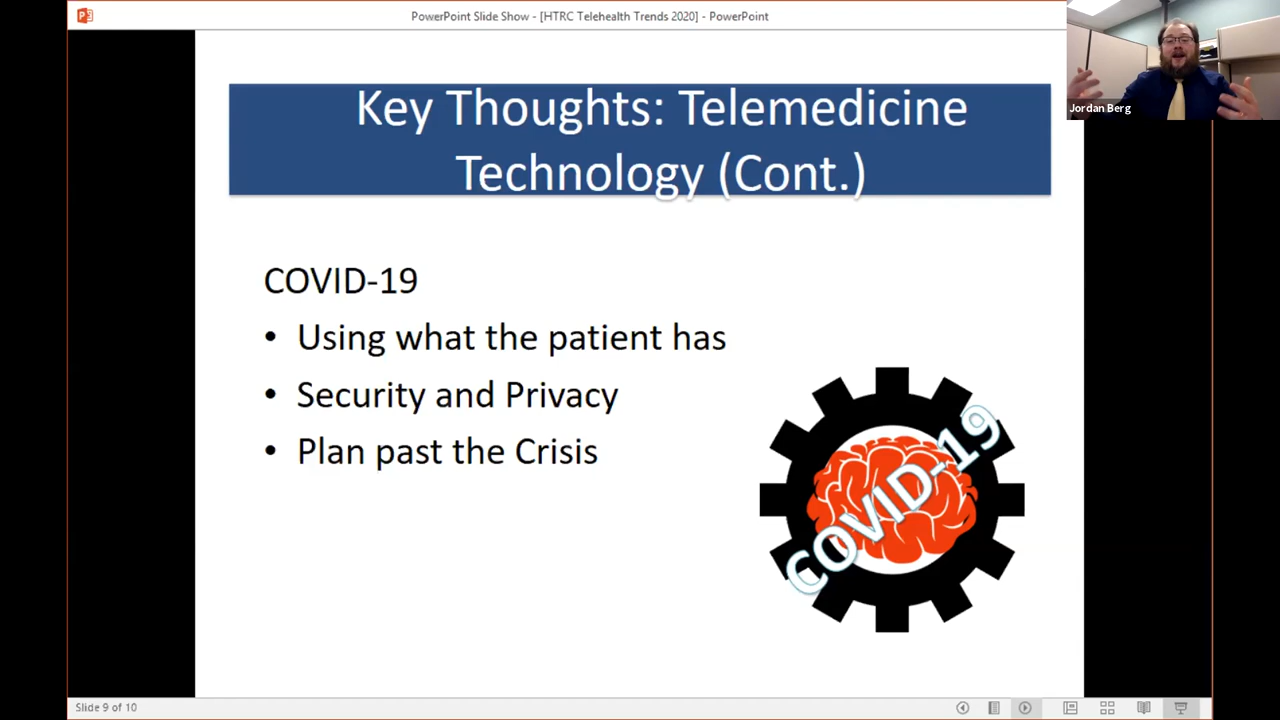 PowerPoint Slide Show - [HTRC Telehealth Trends 2020] - PowerPoint
Jordan Berg
Key Thoughts: Telemedicine
Technology (Cont.)
COVID-19
• Using what the patient has
• Security and Privacy
• Plan past the Crisis
COVID-19
Slide 9 of 10